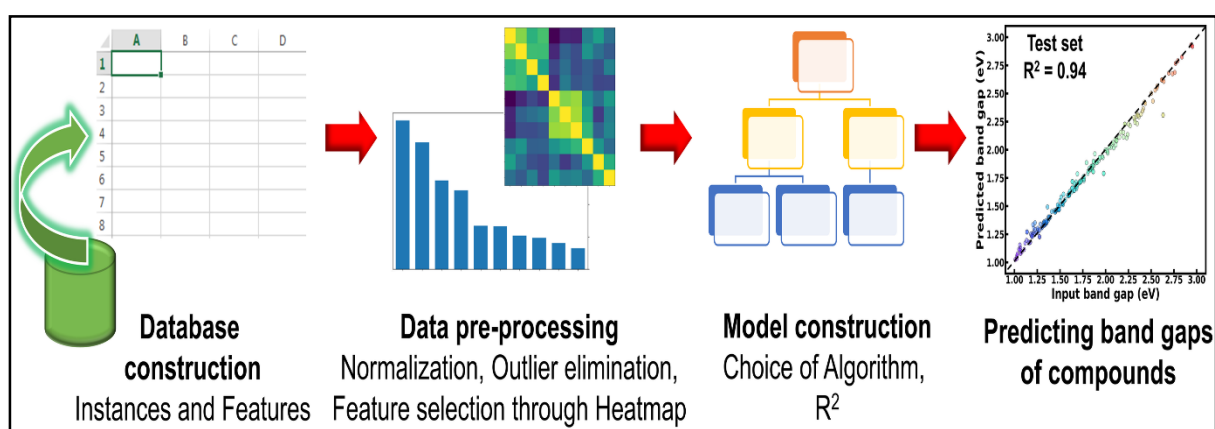 A B C D
1
2
3
4
5
6
7
8
Database
construction
Instances and Features
Data pre-processing
Normalization, Outlier elimination,
Feature selection through Heatmap
Model construction
Choice of Algorithm,
R²
Test set
R² = 0.94
Predicted band gap (eV)
3.00
2.75
2.50
2.25
2.00
1.75
1.50
1.25
1.00
1.00 1.25 1.50 1.75 2.00 2.25 2.50 2.75 3.00
Input band gap (eV)
Predicting band gaps
of compounds